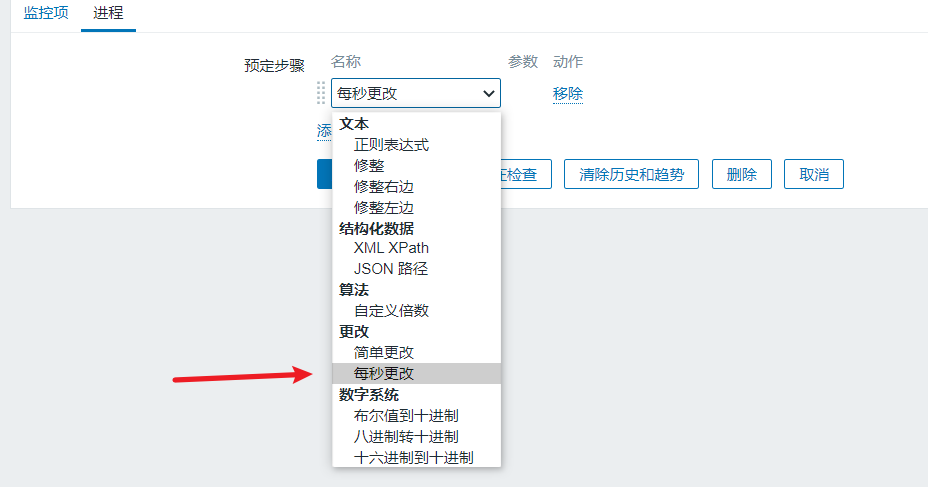 监控项 进程
预定步骤 名称 参数 动作
每秒更改 移除
添
文本
正则表达式
修整
检查 清除历史和趋势 删除 取消
修整右边
修整左边
结构化数据
XML XPath
JSON 路径
算法
自定义倍数
更改
简单更改
每秒更改
数字系统
布尔值到十进制
八进制转十进制
十六进制到十进制